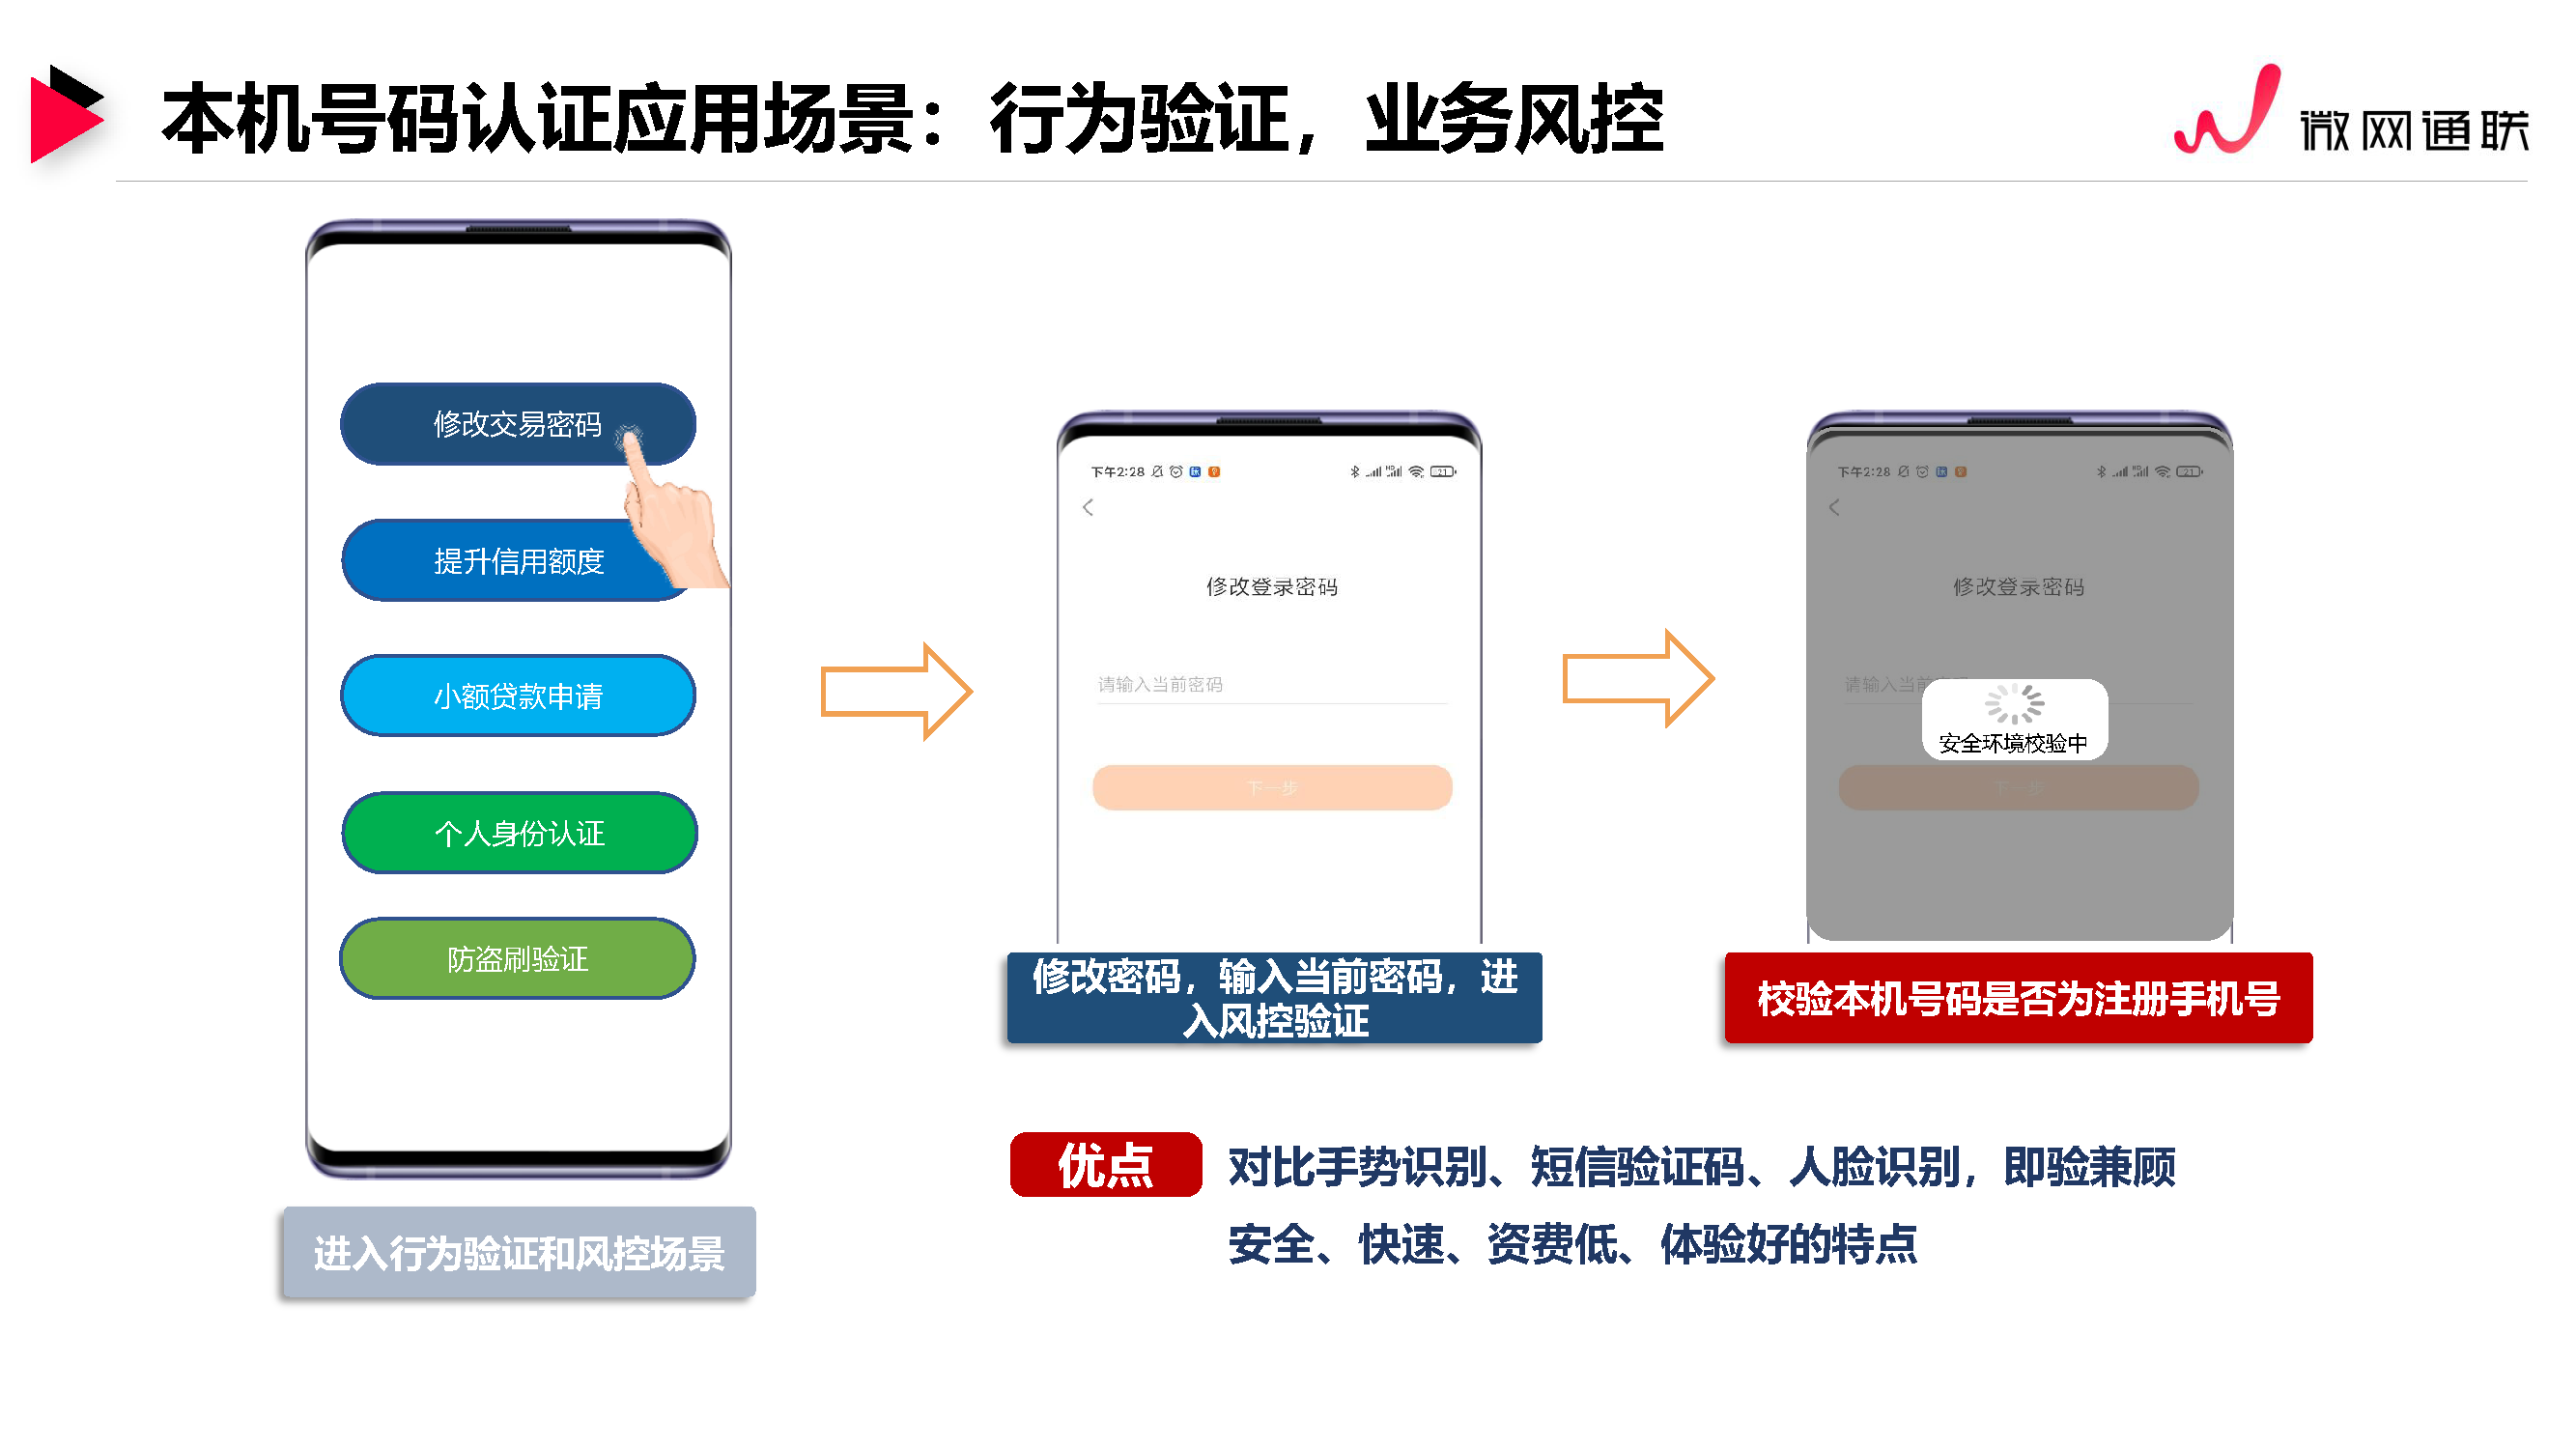 本机号码认证应用场景：行为验证，业务风控
微网通联
修改交易密码
提升信用额度
小额贷款申请
个人身份认证
防盗刷验证
进入行为验证和风控场景
下午2:28
21
修改登录密码
请输入当前密码
下一步
修改密码，输入当前密码，进
入风控验证
下午2:28
21
修改登录密码
请输入当前
安全环境校验中
下一步
校验本机号码是否为注册手机号
优点
对比手势识别、短信验证码、人脸识别，即验兼顾
安全、快速、资费低、体验好的特点